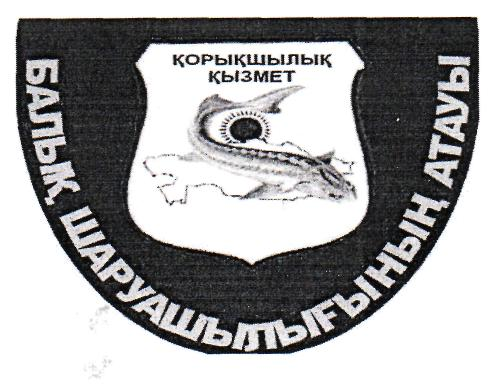 ҚОРЫҚШЫЛЫҚ
ҚЫЗМЕТ
БАЛЫҚ ШАРУАШЫЛЫҒЫНЫҢ АТАУЫ